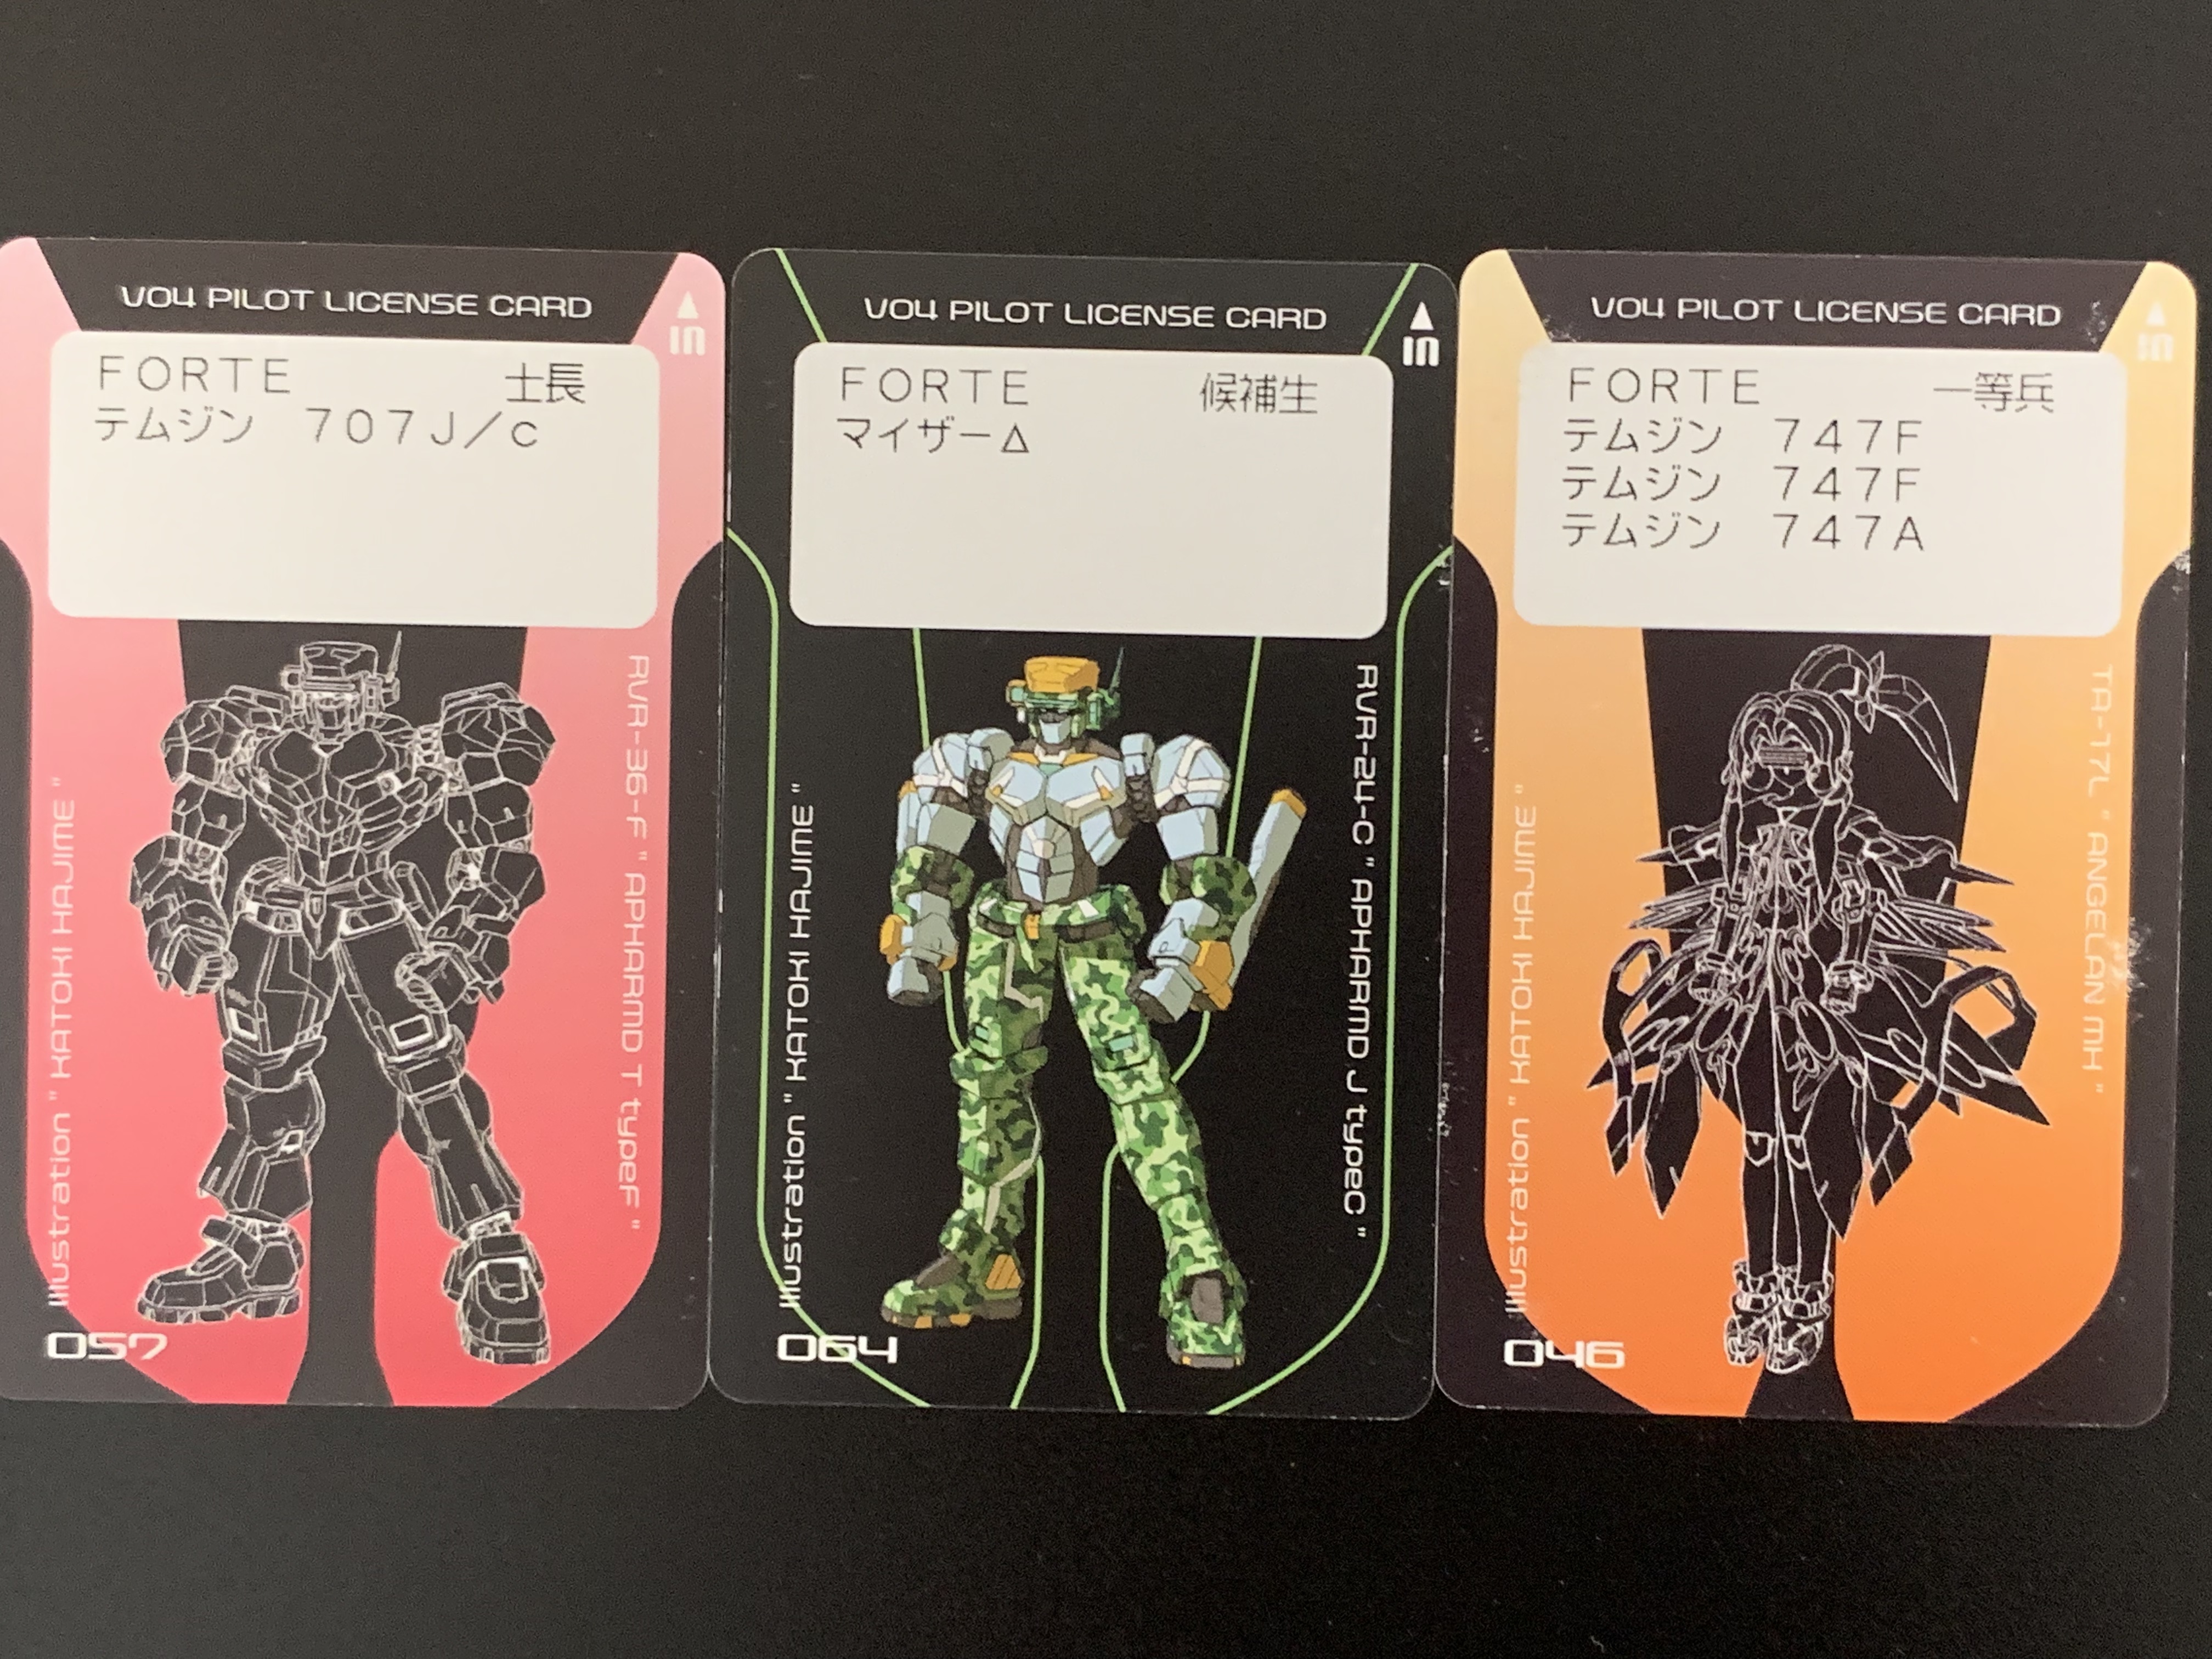 VO4 PILOT LICENSE CARD
▲
IN
FORTE 士長
テムジン 707J/c
Illustration "KATOKI HAJIME"
RVR-36-F "APHARMD T typeF"
057
VO4 PILOT LICENSE CARD
▲
IN
FORTE 候補生
マイザーΔ
Illustration "KATOKI HAJIME"
RVR-24-C "APHARMD J typeC"
064
VO4 PILOT LICENSE CARD
▲
IN
FORTE 一等兵
テムジン 747F
テムジン 747F
テムジン 747A
Illustration "KATOKI HAJIME"
TA-17L "ANGELAN MH"
046